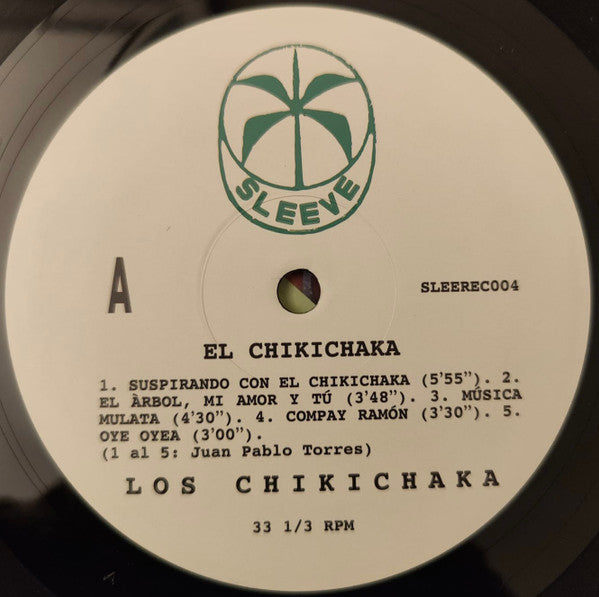 SLEEVE
A
SLEEREC004
EL CHIKICHAKA
1. SUSPIRANDO CON EL CHIKICHAKA (5'55"). 2.
EL ÀRBOL, MI AMOR Y TÚ (3'48"). 3. MÚSICA
MULATA (4'30"). 4. COMPAY RAMÓN (3'30"). 5.
OYE OYEA (3'00").
(1 al 5: Juan Pablo Torres)
LOS CHIKICHAKA
33 1/3 RPM